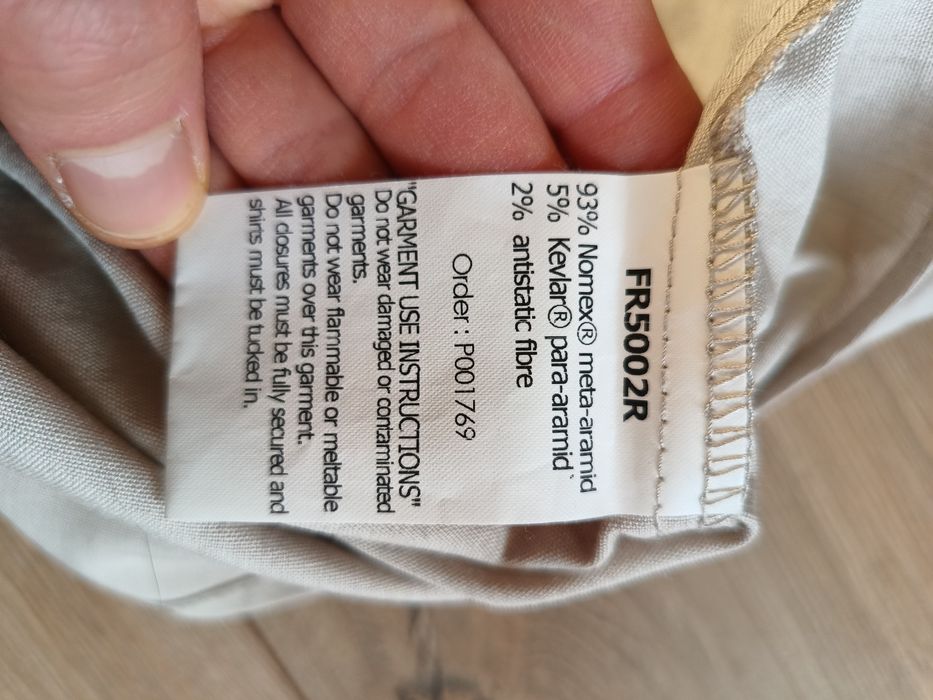 FR5002R
93% Nomex® meta-aramid
5% Kevlar® para-aramid
2% antistatic fibre
Order : P001769
"GARMENT USE INSTRUCTIONS"
Do not wear damaged or contaminated
garments.
Do not wear flammable or meltable
garments over this garment.
All closures must be fully secured and
shirts must be tucked in.